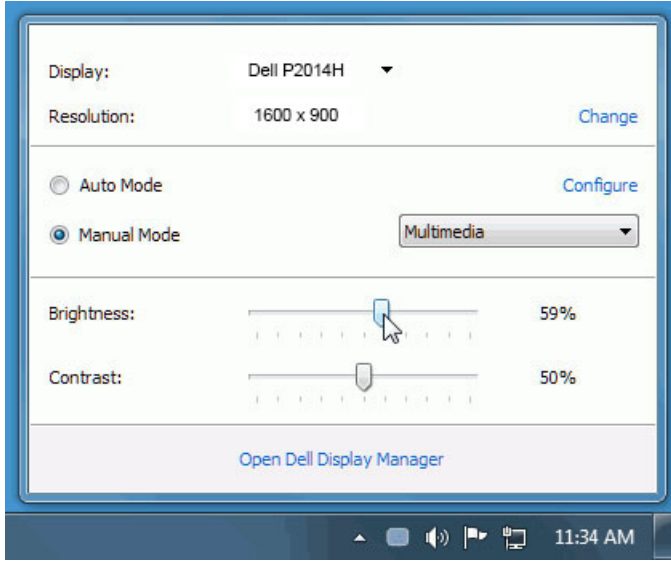 Display: Dell P2014H
Resolution: 1600 x 900 Change
Auto Mode Configure
Manual Mode Multimedia
Brightness: 59%
Contrast: 50%
Open Dell Display Manager
11:34 AM